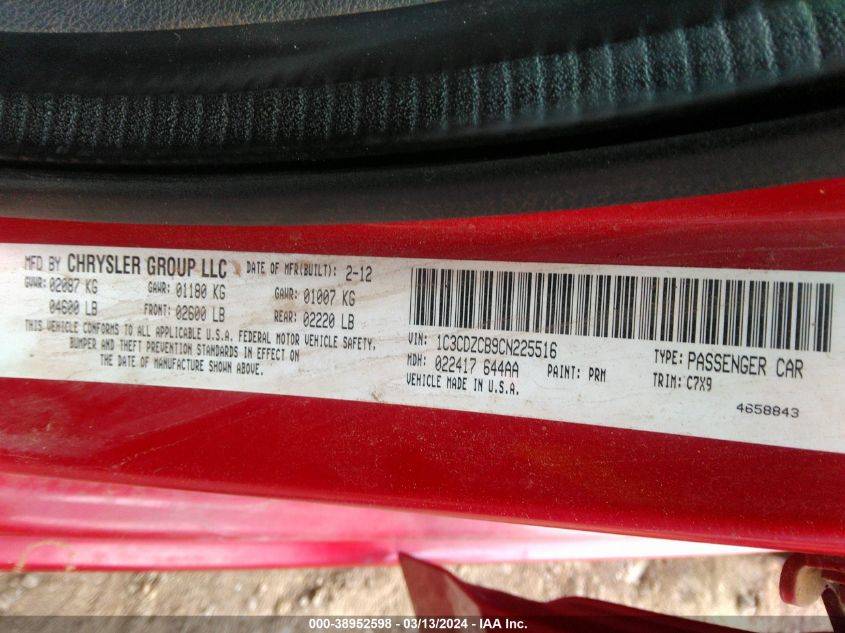 MFD BY CHRYSLER GROUP LLC DATE OF MFR(BUILT): 2-12
GVWR: 02087 KG GAWR: 01180 KG GAWR: 01007 KG
04600 LB FRONT: 02600 LB REAR: 02220 LB
THIS VEHICLE CONFORMS TO ALL APPLICABLE U.S.A. FEDERAL MOTOR VEHICLE SAFETY,
BUMPER AND THEFT PREVENTION STANDARDS IN EFFECT ON
THE DATE OF MANUFACTURE SHOWN ABOVE.
VIN: 1C3CDZCB9CN225516 TYPE: PASSENGER CAR
MDH: 022417 644AA PAINT: PRM TRIM: C7X9
VEHICLE MADE IN U.S.A.
4658843
000-38952598 - 03/13/2024 - IAA Inc.